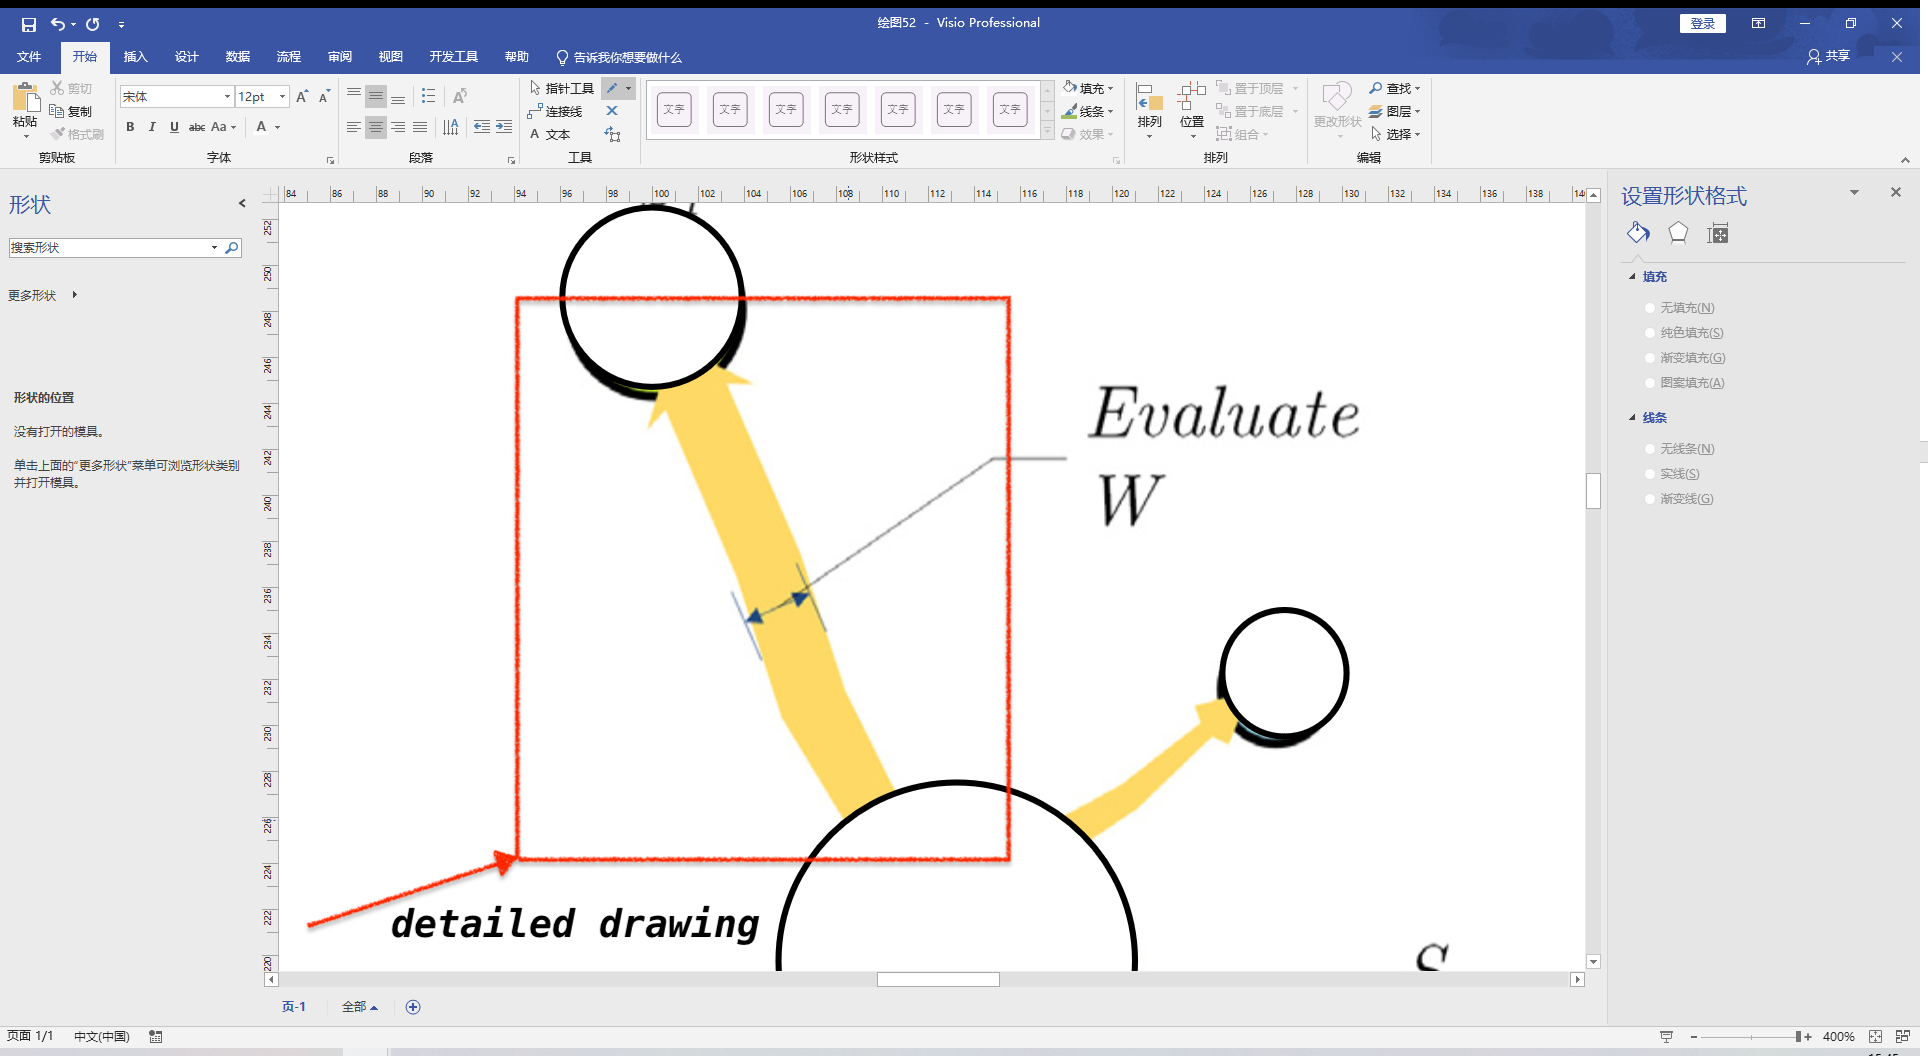 绘图52 - Visio Professional
登录
文件 开始 插入 设计 数据 流程 审阅 视图 开发工具 帮助 告诉我你想要做什么 共享
粘贴 剪切 复制 格式刷 剪贴板
宋体 12pt
B I U abc Aa A
字体
段落
指针工具 连接线 A 文本 工具
文字 文字 文字 文字 文字 文字 文字
填充 线条 效果
形状样式
排列 位置 置于顶层 置于底层 组合
排列
更改形状 查找 图层 选择
编辑
形状
搜索形状
更多形状
形状的位置
没有打开的模具。
单击上面的"更多形状"菜单可浏览形状类别
并打开模具。
84 86 88 90 92 94 96 98 100 102 104 106 108 110 112 114 116 118 120 122 124 126 128 130 132 134 136 138 14
252
250
248
246
244
242
240
238
236
234
232
230
228
226
224
222
220
Evaluate
W
detailed drawing
S
设置形状格式
填充
无填充(N)
纯色填充(S)
渐变填充(G)
图案填充(A)
线条
无线条(N)
实线(S)
渐变线(G)
页-1 全部
页面 1/1 中文(中国) 400%